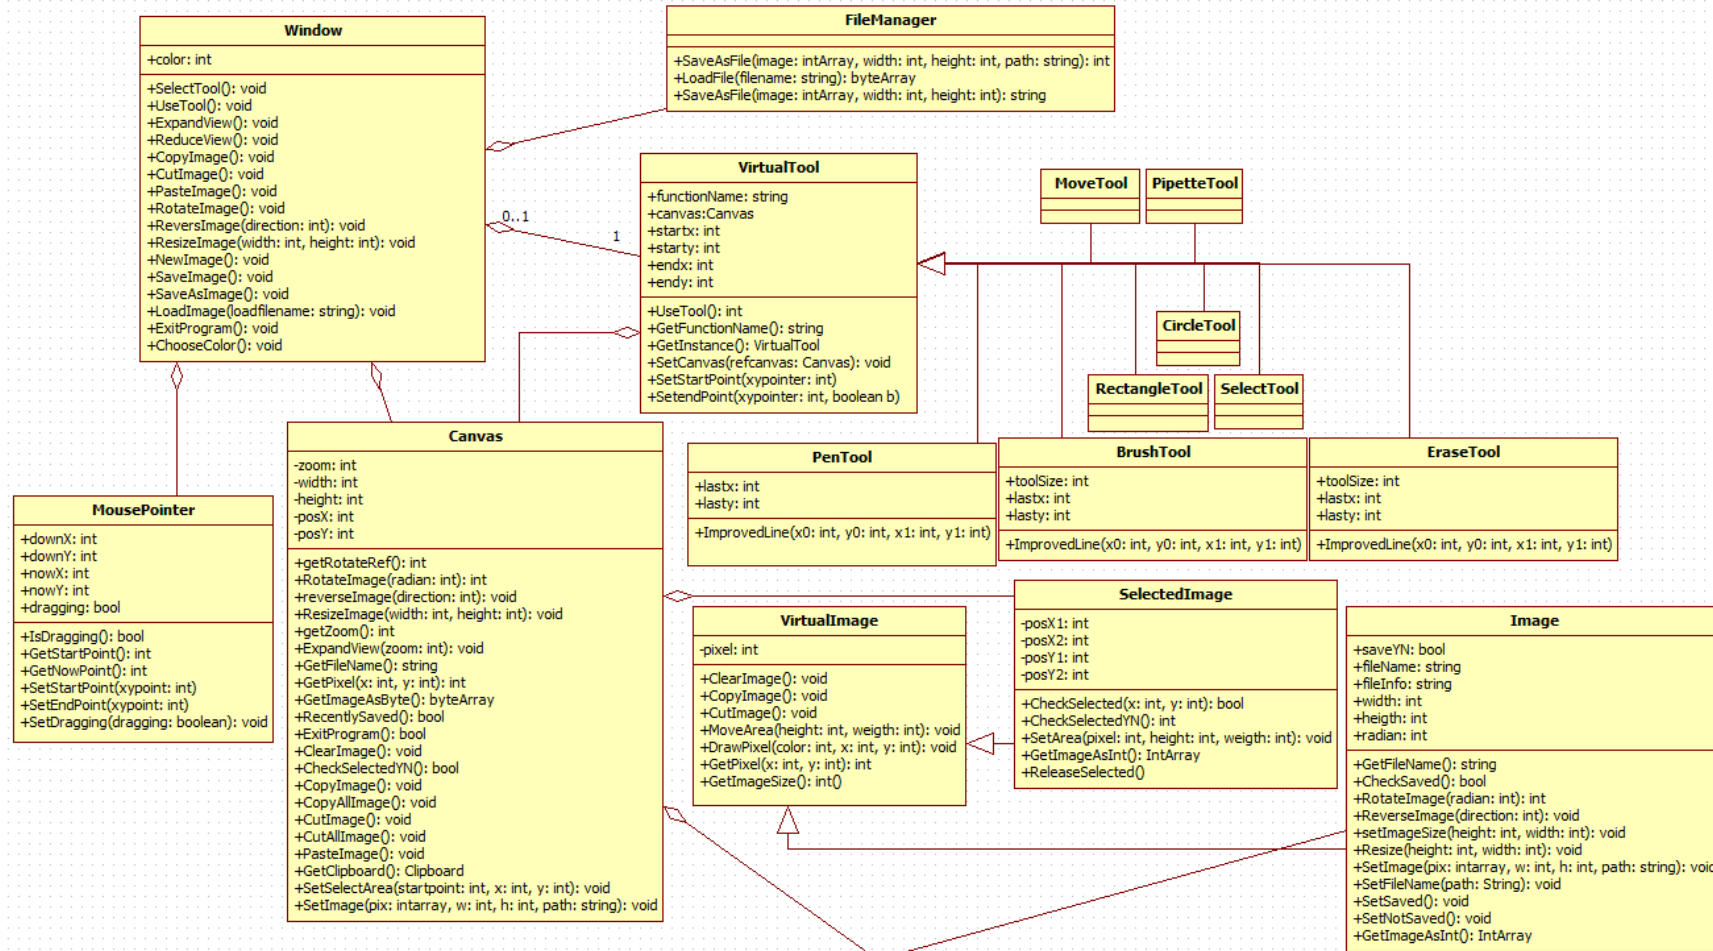 Window
+color: int
+SelectTool(): void
+UseTool(): void
+ExpandView(): void
+ReduceView(): void
+CopyImage(): void
+CutImage(): void
+PasteImage(): void
+RotateImage(): void
+ReversImage(direction: int): void
+ResizeImage(width: int, height: int): void
+NewImage(): void
+SaveImage(): void
+SaveAsImage(): void
+LoadImage(loadfilename: string): void
+ExitProgram(): void
+ChooseColor(): void
FileManager
+SaveAsFile(image: intArray, width: int, height: int, path: string): int
+LoadFile(filename: string): byteArray
+SaveAsFile(image: intArray, width: int, height: int): string
0..1
1
VirtualTool
+functionName: string
+canvas:Canvas
+startx: int
+starty: int
+endx: int
+endy: int
+UseTool(): int
+GetFunctionName(): string
+GetInstance(): VirtualTool
+SetCanvas(refcanvas: Canvas): void
+SetStartPoint(xypointer: int)
+SetendPoint(xypointer: int, boolean b)
MoveTool
PipetteTool
CircleTool
RectangleTool
SelectTool
PenTool
+lastx: int
+lasty: int
+ImprovedLine(x0: int, y0: int, x1: int, y1: int)
BrushTool
+toolSize: int
+lastx: int
+lasty: int
+ImprovedLine(x0: int, y0: int, x1: int, y1: int)
EraseTool
+toolSize: int
+lastx: int
+lasty: int
+ImprovedLine(x0: int, y0: int, x1: int, y1: int)
MousePointer
+downX: int
+downY: int
+nowX: int
+nowY: int
+dragging: bool
+IsDragging(): bool
+GetStartPoint(): int
+GetNowPoint(): int
+SetStartPoint(xypoint: int)
+SetEndPoint(xypoint: int)
+SetDragging(dragging: boolean): void
Canvas
-zoom: int
-width: int
-height: int
-posX: int
-posY: int
+getRotateRef(): int
+RotateImage(radian: int): int
+reverseImage(direction: int): void
+ResizeImage(width: int, height: int): void
+getZoom(): int
+ExpandView(zoom: int): void
+GetFileName(): string
+GetPixel(x: int, y: int): int
+GetImageAsByte(): byteArray
+RecentlySaved(): bool
+ExitProgram(): bool
+ClearImage(): void
+CheckSelectedYN(): bool
+CopyImage(): void
+CopyAllImage(): void
+CutImage(): void
+CutAllImage(): void
+PasteImage(): void
+GetClipboard(): Clipboard
+SetSelectArea(startpoint: int, x: int, y: int): void
+SetImage(pix: intarray, w: int, h: int, path: string): void
VirtualImage
-pixel: int
+ClearImage(): void
+CopyImage(): void
+CutImage(): void
+MoveArea(height: int, weigth: int): void
+DrawPixel(color: int, x: int, y: int): void
+GetPixel(x: int, y: int): int
+GetImageSize(): int()
SelectedImage
-posX1: int
-posX2: int
-posY1: int
-posY2: int
+CheckSelected(x: int, y: int): bool
+CheckSelectedYN(): int
+SetArea(pixel: int, height: int, weigth: int): void
+GetImageAsInt(): IntArray
+ReleaseSelected()
Image
+saveYN: bool
+fileName: string
+fileInfo: string
+width: int
+heigth: int
+radian: int
+GetFileName(): string
+CheckSaved(): bool
+RotateImage(radian: int): int
+ReverseImage(direction: int): void
+setImageSize(height: int, width: int): void
+Resize(height: int, width: int): void
+SetImage(pix: intarray, w: int, h: int, path: string): void
+SetFileName(path: String): void
+SetSaved(): void
+SetNotSaved(): void
+GetImageAsInt(): IntArray